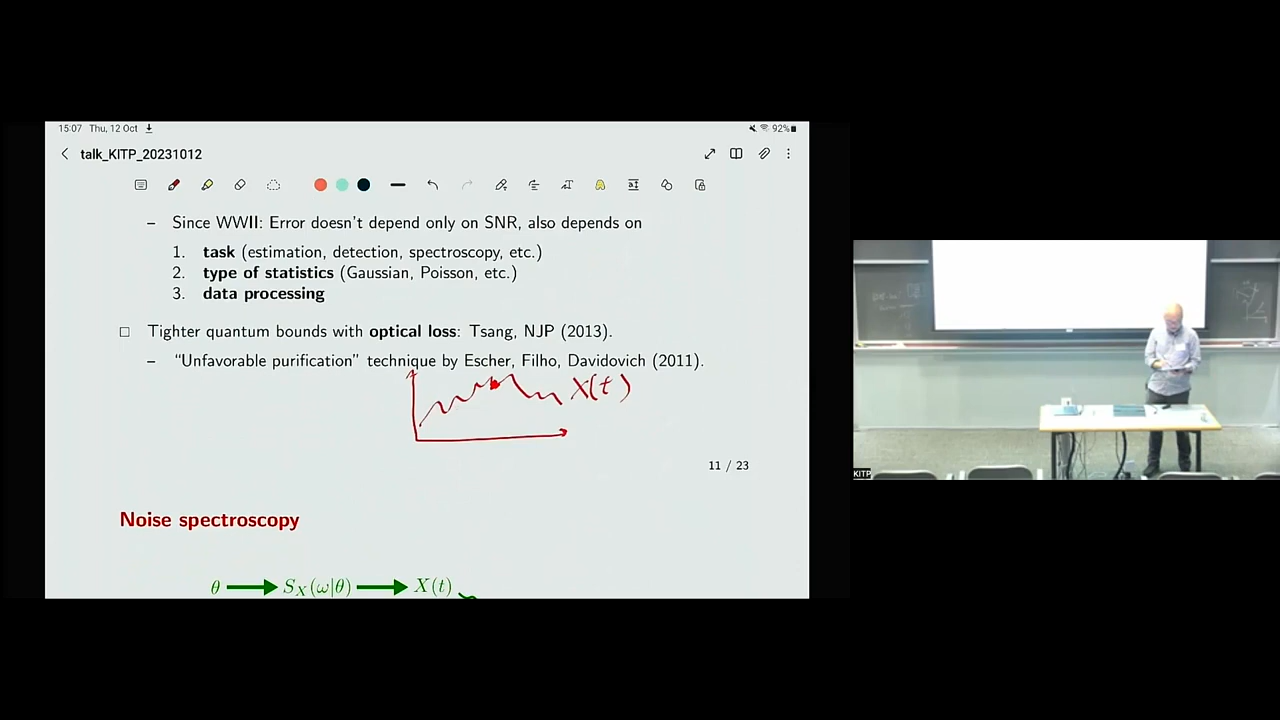 15:07 Thu, 12 Oct
92%
talk_KITP_20231012
– Since WWII: Error doesn't depend only on SNR, also depends on
1. task (estimation, detection, spectroscopy, etc.)
2. type of statistics (Gaussian, Poisson, etc.)
3. data processing
□ Tighter quantum bounds with optical loss: Tsang, NJP (2013).
– “Unfavorable purification” technique by Escher, Filho, Davidovich (2011).
X(t)
11 / 23
Noise spectroscopy
θ → S_X(ω|θ) → X(t)
KITP